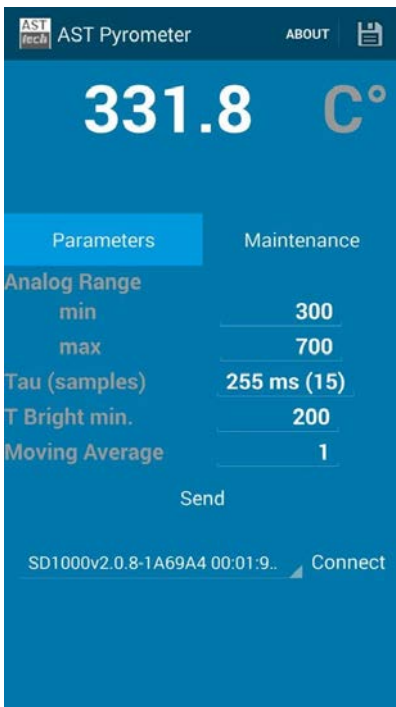 AST
tech
AST Pyrometer ABOUT
331.8 C°
Parameters Maintenance
Analog Range
min 300
max 700
Tau (samples) 255 ms (15)
T Bright min. 200
Moving Average 1
Send
SD1000v2.0.8-1A69A4 00:01:9.. Connect